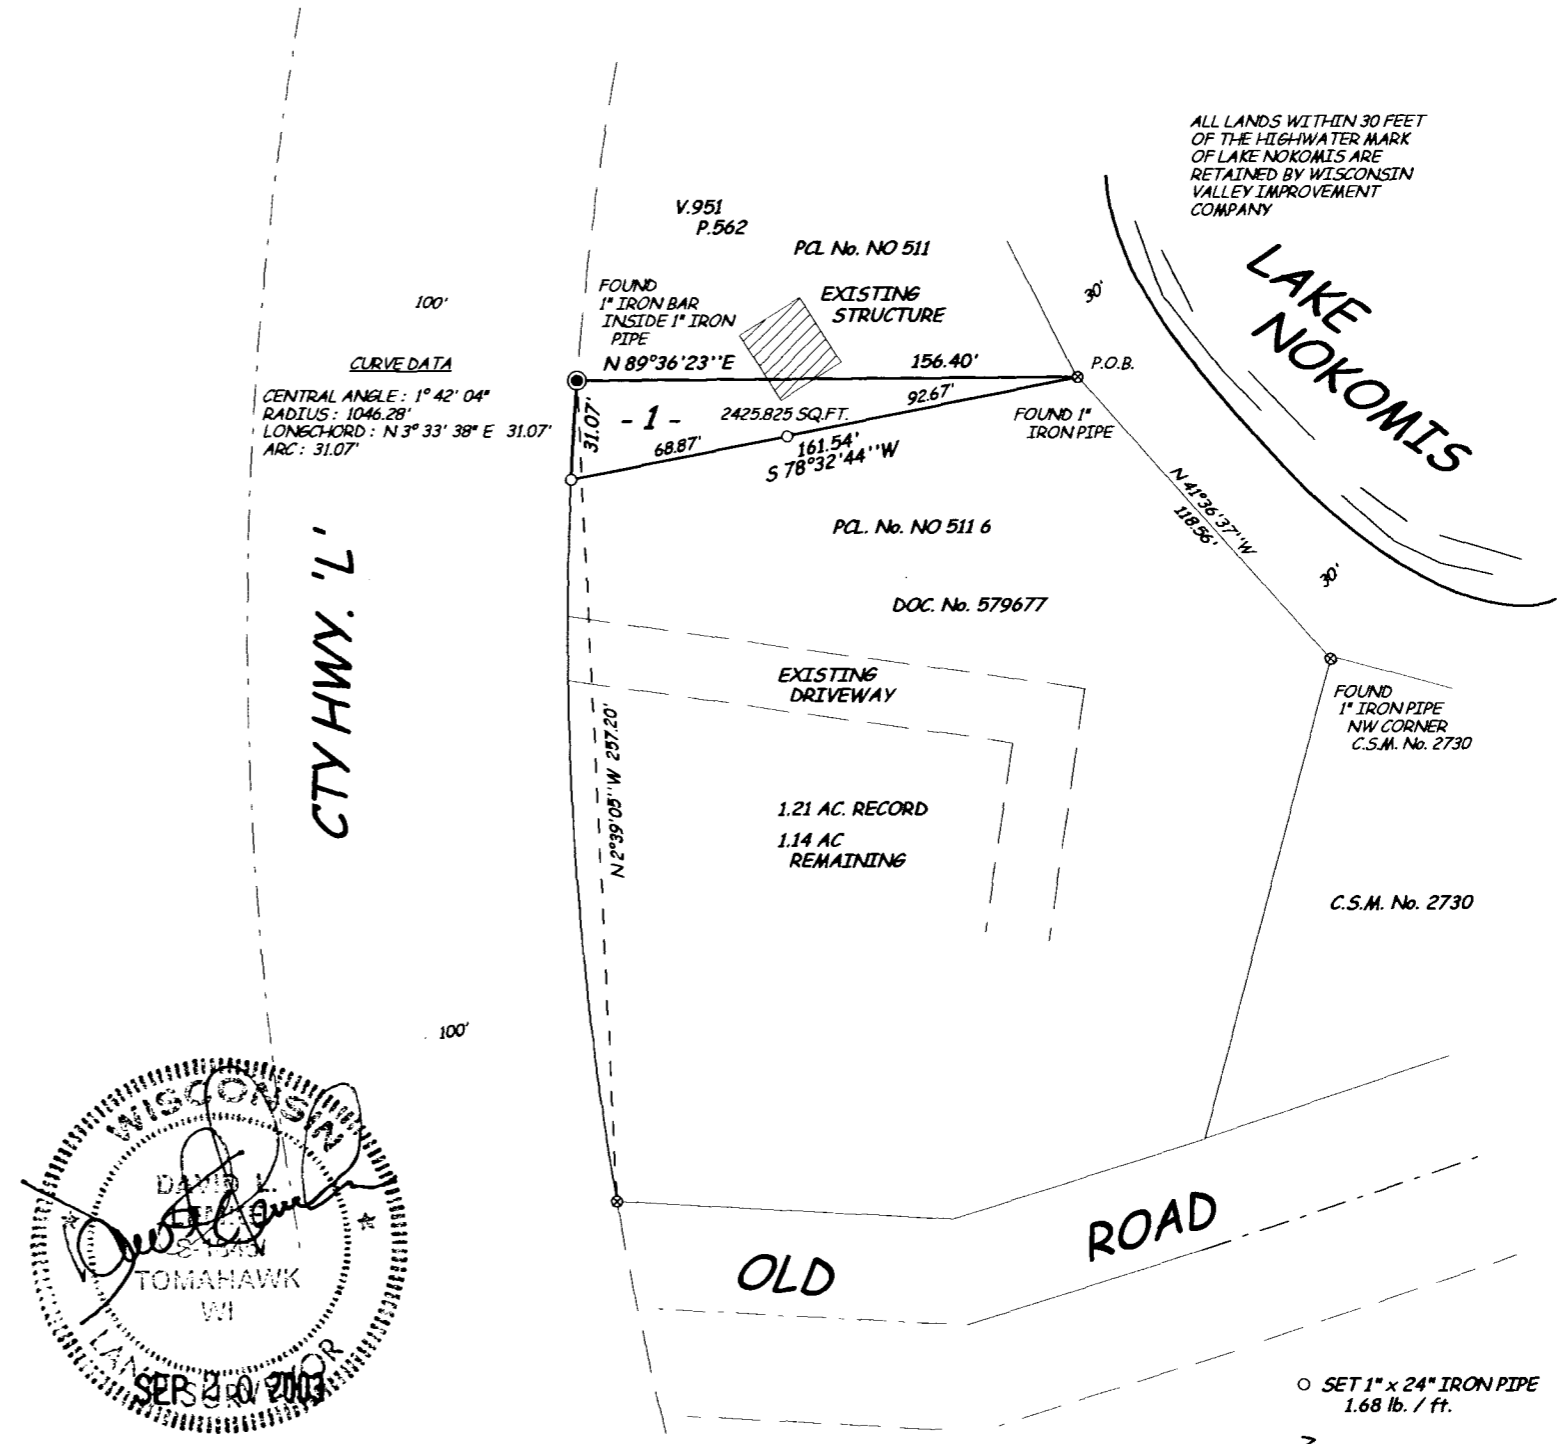 ALL LANDS WITHIN 30 FEET
OF THE HIGHWATER MARK
OF LAKE NOKOMIS ARE
RETAINED BY WISCONSIN
VALLEY IMPROVEMENT
COMPANY
V.951
P.562
PCL No. NO 511
LAKE
NOKOMIS
30'
FOUND
1" IRON BAR
INSIDE 1" IRON
PIPE
EXISTING
STRUCTURE
100'
N 89°36'23"E
156.40'
P.O.B.
CURVE DATA
CENTRAL ANGLE : 1° 42' 04"
RADIUS : 1046.28'
LONGCHORD : N 3° 33' 38" E 31.07'
ARC : 31.07'
31.07'
- 1 -
2425.825 SQ.FT.
92.67'
FOUND 1"
IRON PIPE
68.87'
161.54'
S 78°32'44"W
N 41°36'37"W
118.56'
30'
PCL. No. NO 511 6
DOC. No. 579677
CTY HWY. 'L'
EXISTING
DRIVEWAY
N 2°39'05"W 257.20'
FOUND
1" IRON PIPE
NW CORNER
C.S.M. No. 2730
1.21 AC. RECORD
1.14 AC
REMAINING
C.S.M. No. 2730
100'
WISCONSIN
DAVID L.
TOMAHAWK
WI
LAND SURVEYOR
SEP 20 2003
OLD ROAD
SET 1" x 24" IRON PIPE
1.68 lb. / ft.